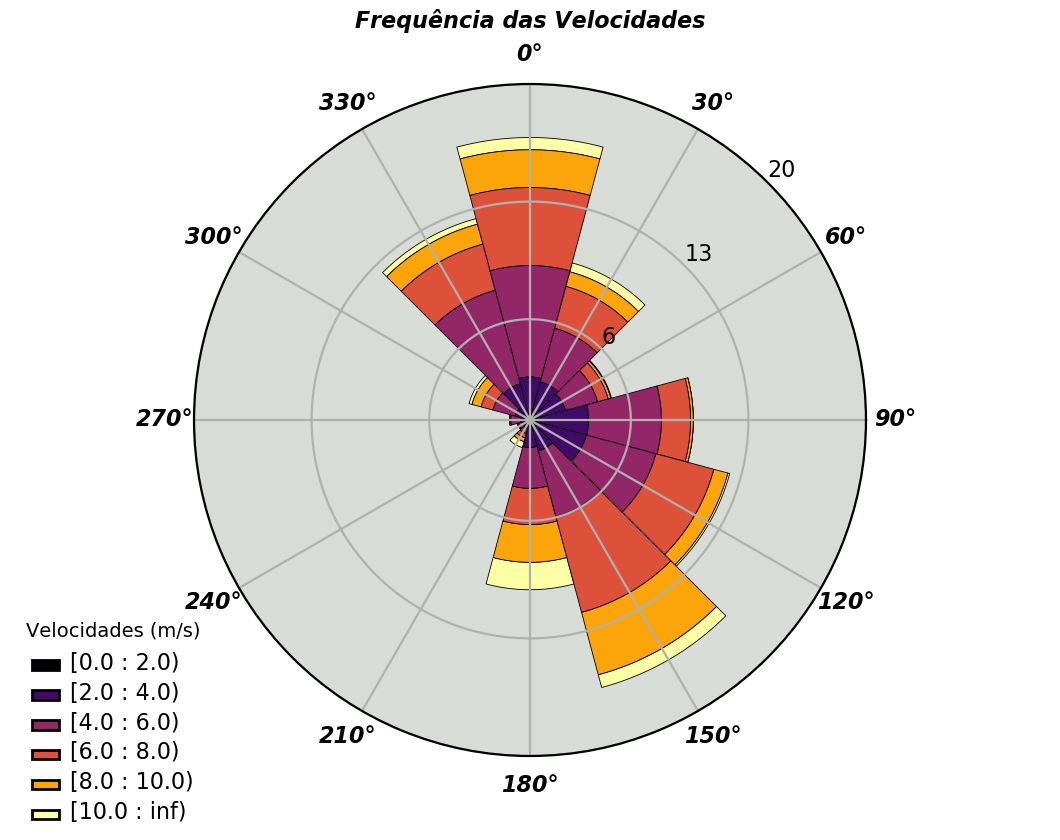 Frequência das Velocidades
0°
330°
30°
20
300°
60°
13
6
270°
90°
240°
120°
210°
150°
180°
Velocidades (m/s)
[0.0 : 2.0)
[2.0 : 4.0)
[4.0 : 6.0)
[6.0 : 8.0)
[8.0 : 10.0)
[10.0 : inf)